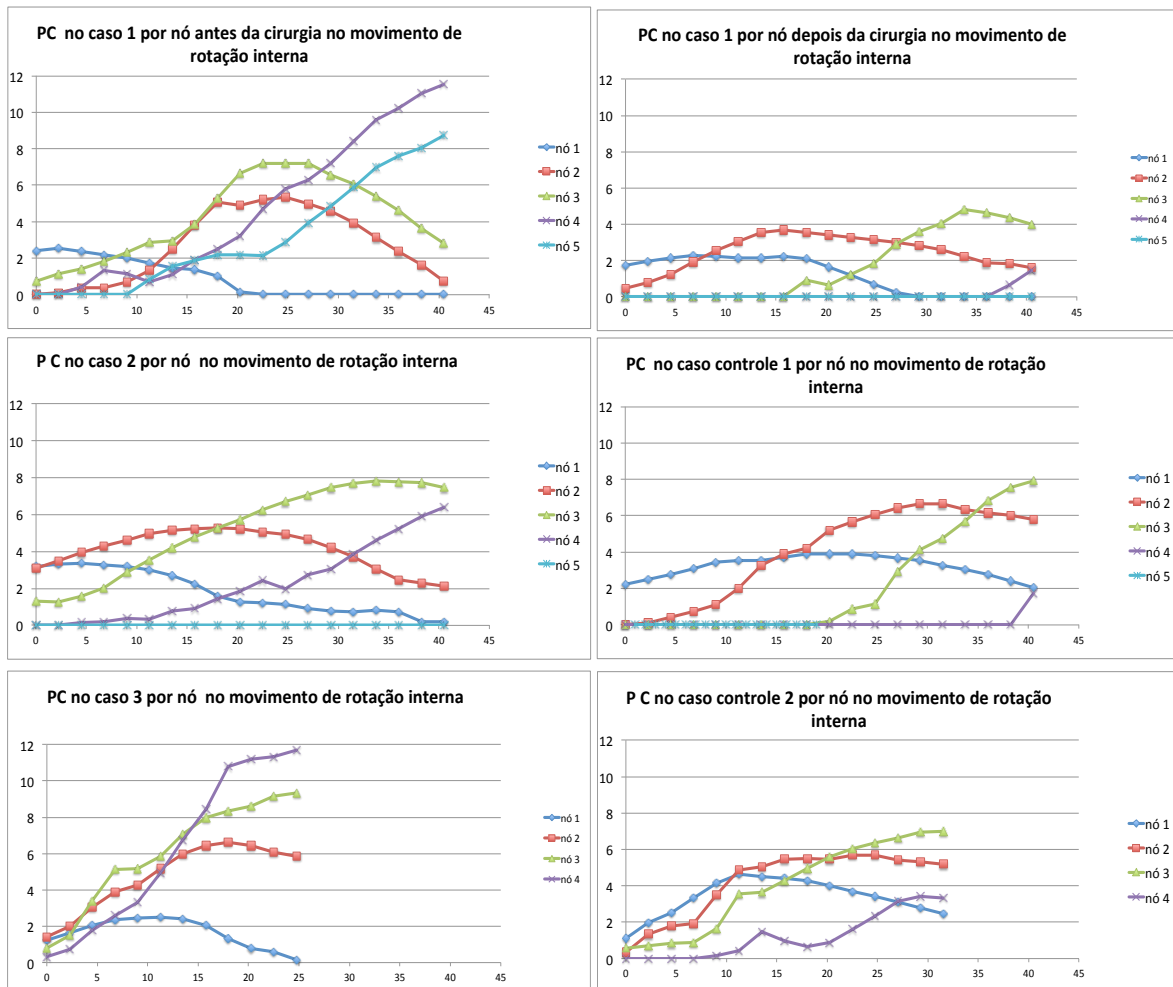 PC no caso 1 por nó antes da cirurgia no movimento de
rotação interna
12
10
8
6
4
2
0
0 5 10 15 20 25 30 35 40 45
nó 1
nó 2
nó 3
nó 4
nó 5
PC no caso 1 por nó depois da cirurgia no movimento de
rotação interna
12
10
8
6
4
2
0
0 5 10 15 20 25 30 35 40 45
nó 1
nó 2
nó 3
nó 4
nó 5
P C no caso 2 por nó no movimento de rotação interna
12
10
8
6
4
2
0
0 5 10 15 20 25 30 35 40 45
nó 1
nó 2
nó 3
nó 4
nó 5
PC no caso controle 1 por nó no movimento de rotação
interna
12
10
8
6
4
2
0
0 5 10 15 20 25 30 35 40 45
nó 1
nó 2
nó 3
nó 4
nó 5
PC no caso 3 por nó no movimento de rotação interna
12
10
8
6
4
2
0
0 5 10 15 20 25 30 35 40 45
nó 1
nó 2
nó 3
nó 4
P C no caso controle 2 por nó no movimento de rotação
interna
12
10
8
6
4
2
0
0 5 10 15 20 25 30 35 40 45
nó 1
nó 2
nó 3
nó 4